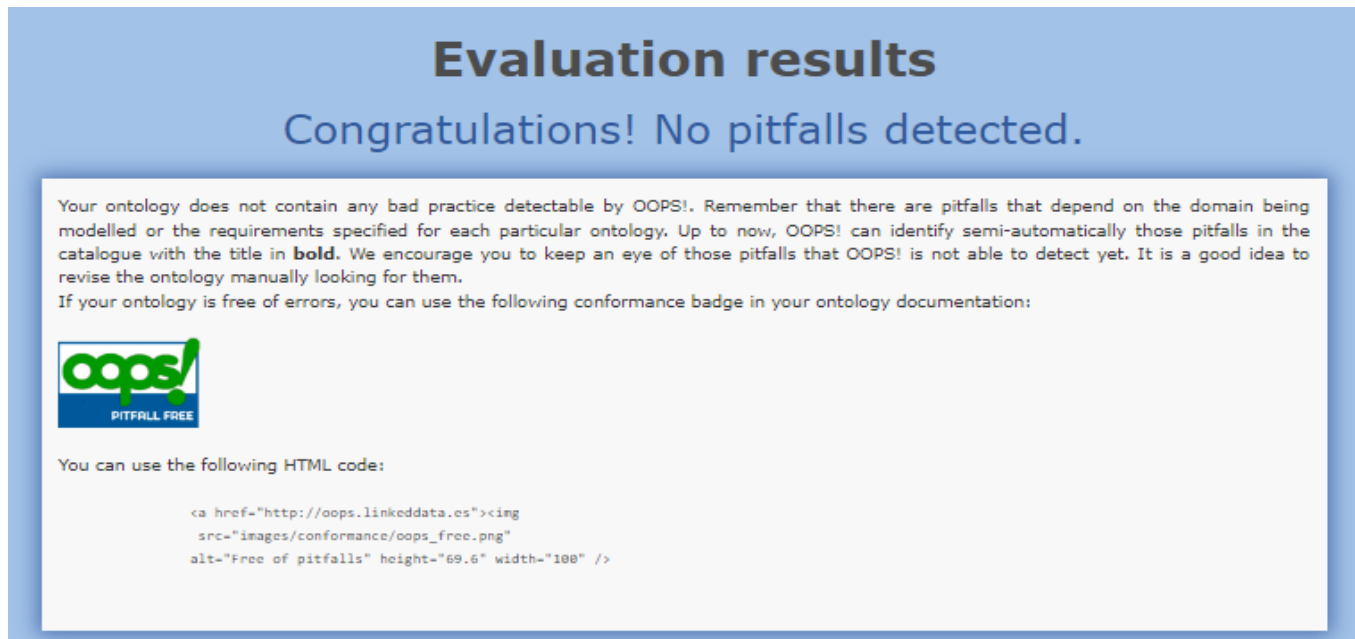 Evaluation results
Congratulations! No pitfalls detected.
Your ontology does not contain any bad practice detectable by OOPS!. Remember that there are pitfalls that depend on the domain being
modelled or the requirements specified for each particular ontology. Up to now, OOPS! can identify semi-automatically those pitfalls in the
catalogue with the title in bold. We encourage you to keep an eye of those pitfalls that OOPS! is not able to detect yet. It is a good idea to
revise the ontology manually looking for them.
If your ontology is free of errors, you can use the following conformance badge in your ontology documentation:
oops!
PITFALL FREE
You can use the following HTML code:
<a href="http://oops.linkeddata.es"><img
src="images/conformance/oops_free.png"
alt="Free of pitfalls" height="69.6" width="100" />